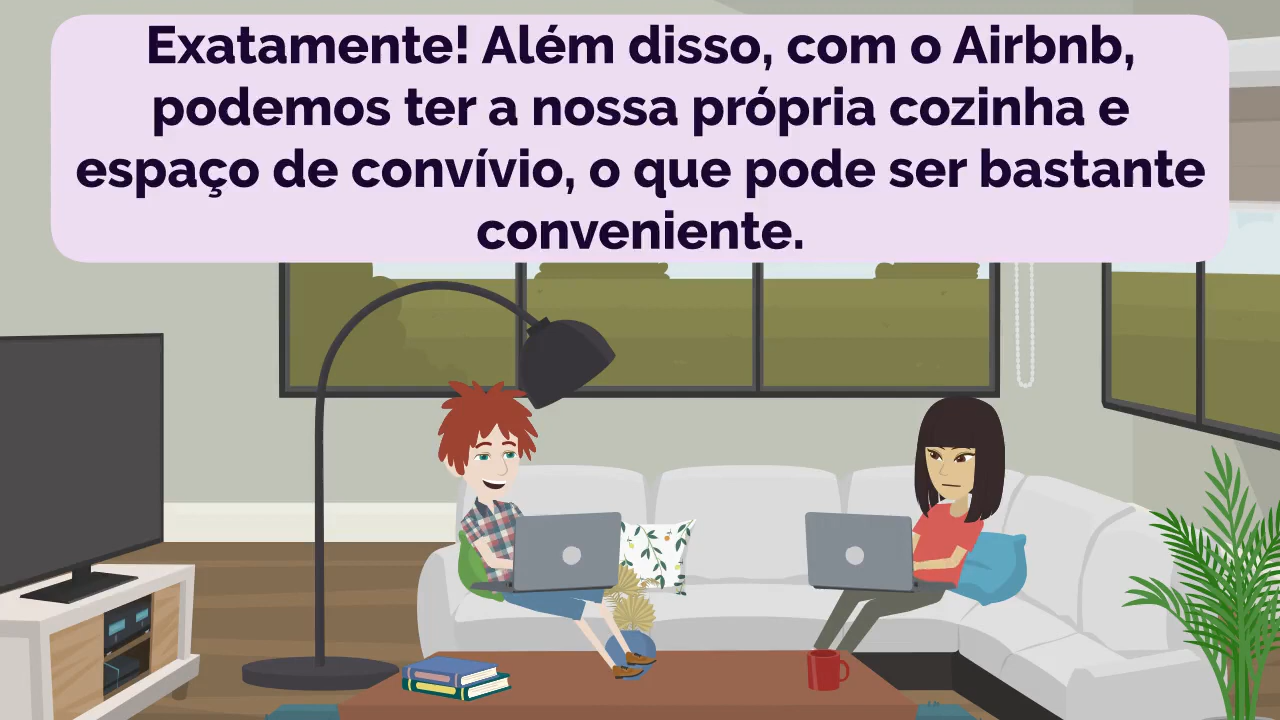 Exatamente! Além disso, com o Airbnb,
podemos ter a nossa própria cozinha e
espaço de convívio, o que pode ser bastante
conveniente.